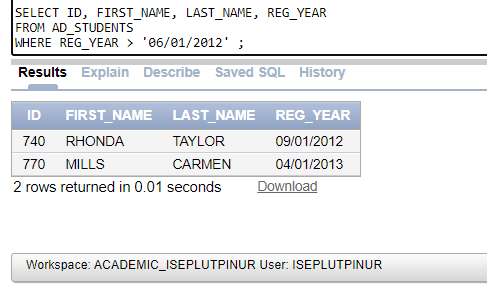 SELECT ID, FIRST_NAME, LAST_NAME, REG_YEAR
FROM AD_STUDENTS
WHERE REG_YEAR > '06/01/2012' ;
Results Explain Describe Saved SQL History
ID FIRST_NAME LAST_NAME REG_YEAR
740 RHONDA TAYLOR 09/01/2012
770 MILLS CARMEN 04/01/2013
2 rows returned in 0.01 seconds Download
Workspace: ACADEMIC_ISEPLUTPINUR User: ISEPLUTPINUR